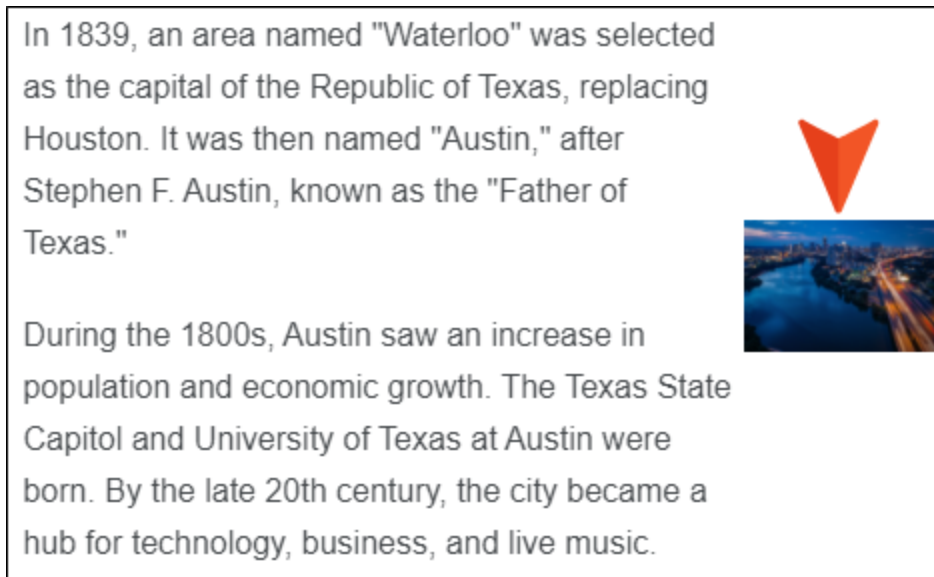 In 1839, an area named "Waterloo" was selected
as the capital of the Republic of Texas, replacing
Houston. It was then named "Austin," after
Stephen F. Austin, known as the "Father of
Texas."
During the 1800s, Austin saw an increase in
population and economic growth. The Texas State
Capitol and University of Texas at Austin were
born. By the late 20th century, the city became a
hub for technology, business, and live music.